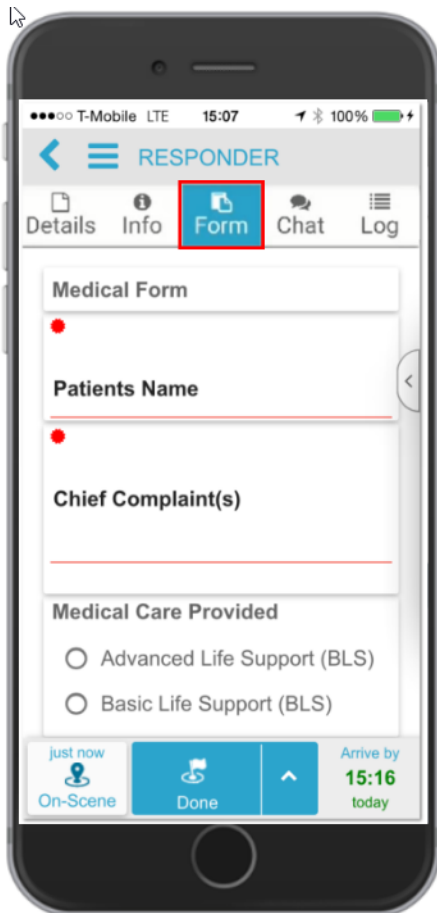 T-Mobile LTE 15:07 100%
RESPONDER
Details Info Form Chat Log
Medical Form
Patients Name
Chief Complaint(s)
Medical Care Provided
Advanced Life Support (BLS)
Basic Life Support (BLS)
just now
On-Scene
Done
Arrive by
15:16
today